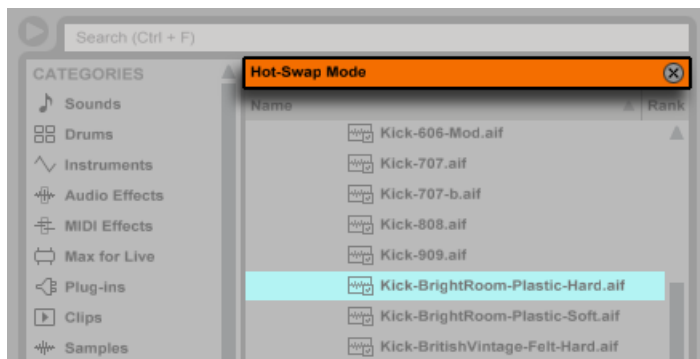 Search (Ctrl + F)
CATEGORIES
Sounds
Drums
Instruments
Audio Effects
MIDI Effects
Max for Live
Plug-ins
Clips
Samples
Hot-Swap Mode
Name Rank
Kick-606-Mod.aif
Kick-707.aif
Kick-707-b.aif
Kick-808.aif
Kick-909.aif
Kick-BrightRoom-Plastic-Hard.aif
Kick-BrightRoom-Plastic-Soft.aif
Kick-BritishVintage-Felt-Hard.aif